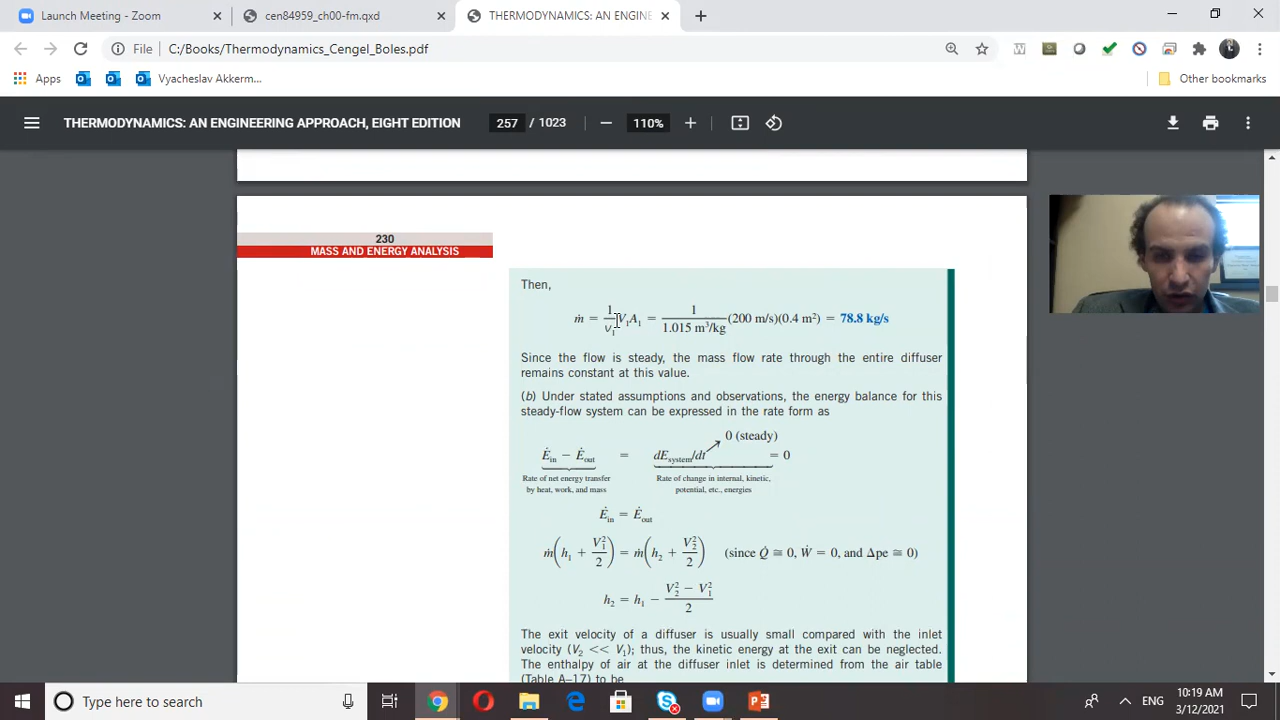 Launch Meeting - Zoom
cen84959_ch00-fm.qxd
THERMODYNAMICS: AN ENGINE
File
C:/Books/Thermodynamics_Cengel_Boles.pdf
Apps
Vyacheslav Akkerm...
Other bookmarks
THERMODYNAMICS: AN ENGINEERING APPROACH, EIGHT EDITION
257 / 1023
110%
230
MASS AND ENERGY ANALYSIS
Then,
ṁ = 1/v₁ V₁A₁ = 1/1.015 m³/kg (200 m/s)(0.4 m²) = 78.8 kg/s
Since the flow is steady, the mass flow rate through the entire diffuser
remains constant at this value.
(b) Under stated assumptions and observations, the energy balance for this
steady-flow system can be expressed in the rate form as
0 (steady)
Ėin − Ėout = dEsystem/dt = 0
Rate of net energy transfer
by heat, work, and mass
Rate of change in internal, kinetic,
potential, etc., energies
Ėin = Ėout
ṁ(h₁ + V₁²/2) = ṁ(h₂ + V₂²/2) (since Q̇ ≅ 0, Ẇ = 0, and Δpe ≅ 0)
h₂ = h₁ − V₂² − V₁²/2
The exit velocity of a diffuser is usually small compared with the inlet
velocity (V₂ << V₁); thus, the kinetic energy at the exit can be neglected.
The enthalpy of air at the diffuser inlet is determined from the air table
(Table A–17) to be
Type here to search
ENG
10:19 AM
3/12/2021